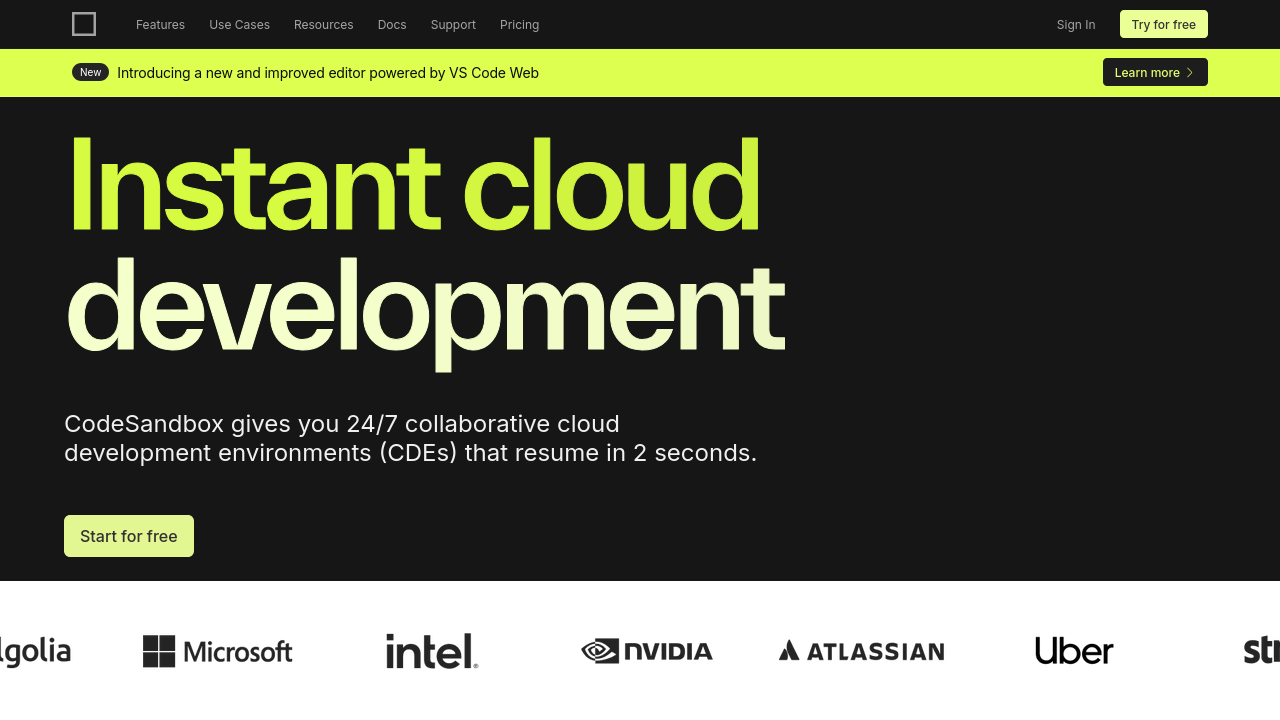 Features Use Cases Resources Docs Support Pricing Sign In Try for free
New Introducing a new and improved editor powered by VS Code Web Learn more
Instant cloud
development
CodeSandbox gives you 24/7 collaborative cloud
development environments (CDEs) that resume in 2 seconds.
Start for free
lgolia Microsoft intel® NVIDIA ATLASSIAN Uber str